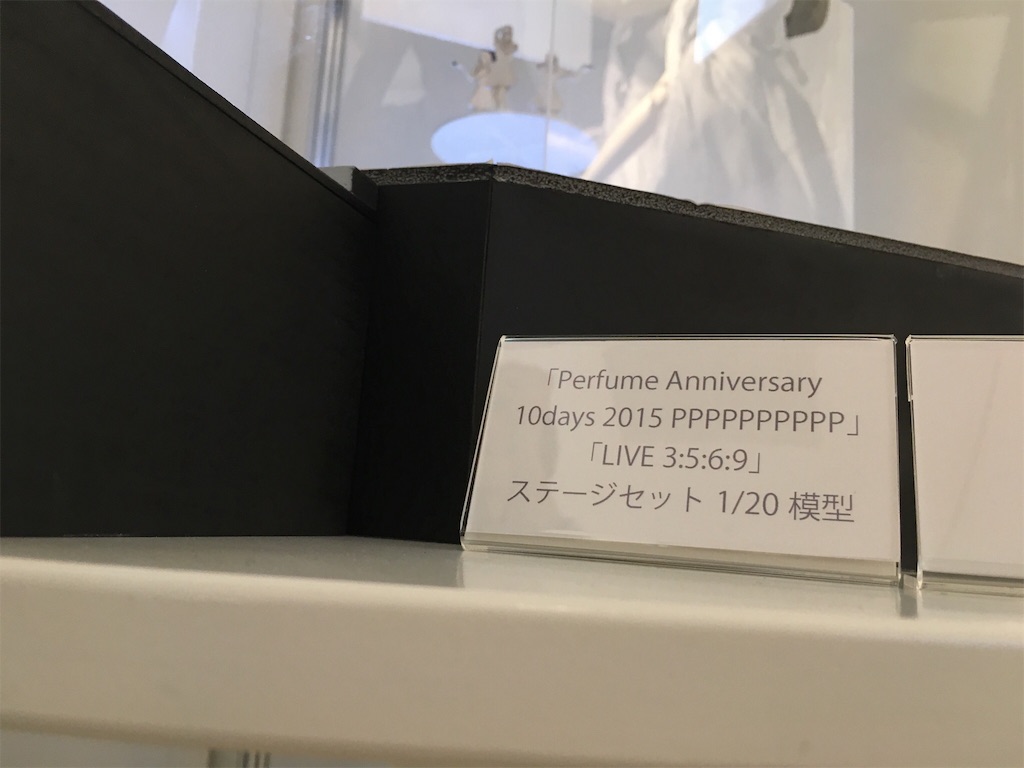 「Perfume Anniversary
10days 2015 PPPPPPPPPP」
「LIVE 3:5:6:9」
ステージセット 1/20 模型